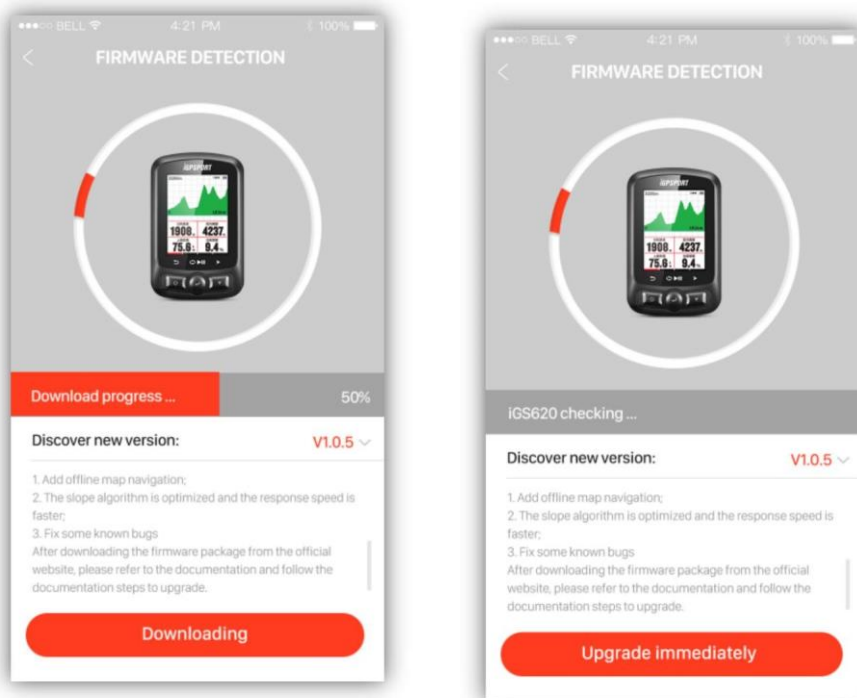 BELL 4:21 PM 100%
FIRMWARE DETECTION
iGPSPORT
1908. 4237.
75.6 9.4
Download progress ... 50%
Discover new version: V1.0.5
1. Add offline map navigation;
2. The slope algorithm is optimized and the response speed is
faster;
3. Fix some known bugs
After downloading the firmware package from the official
website, please refer to the documentation and follow the
documentation steps to upgrade.
Downloading
BELL 4:21 PM 100%
FIRMWARE DETECTION
iGPSPORT
1908. 4237.
75.6 9.4
iGS620 checking ...
Discover new version: V1.0.5
1. Add offline map navigation;
2. The slope algorithm is optimized and the response speed is
faster;
3. Fix some known bugs
After downloading the firmware package from the official
website, please refer to the documentation and follow the
documentation steps to upgrade.
Upgrade immediately